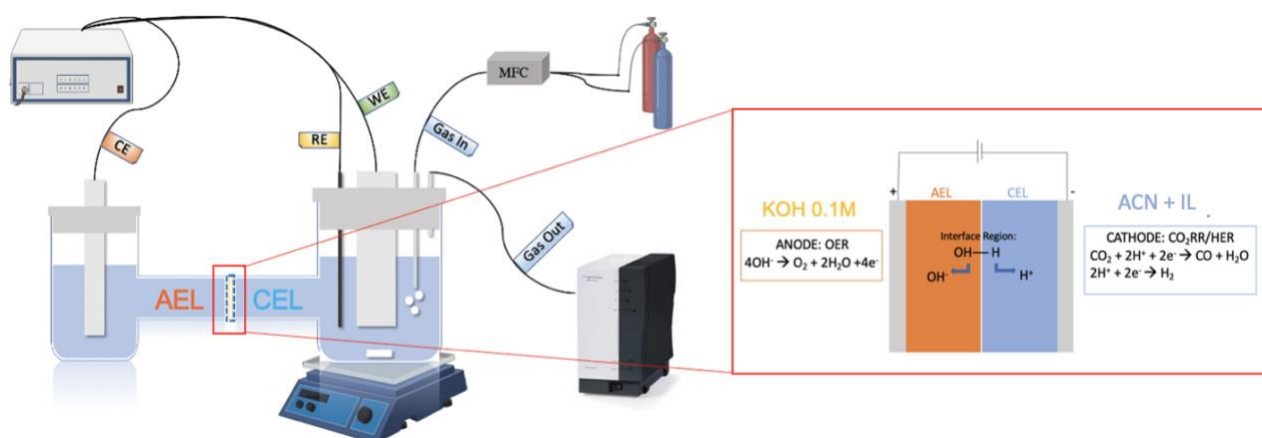 CE
RE
WE
Gas In
MFC
Gas Out
AEL
CEL
KOH 0.1M
ANODE: OER
4OH⁻ → O₂ + 2H₂O +4e⁻
+
-
AEL
CEL
Interface Region:
OH—H
OH⁻
H⁺
ACN + IL
CATHODE: CO₂RR/HER
CO₂ + 2H⁺ + 2e⁻→ CO + H₂O
2H⁺ + 2e⁻→ H₂